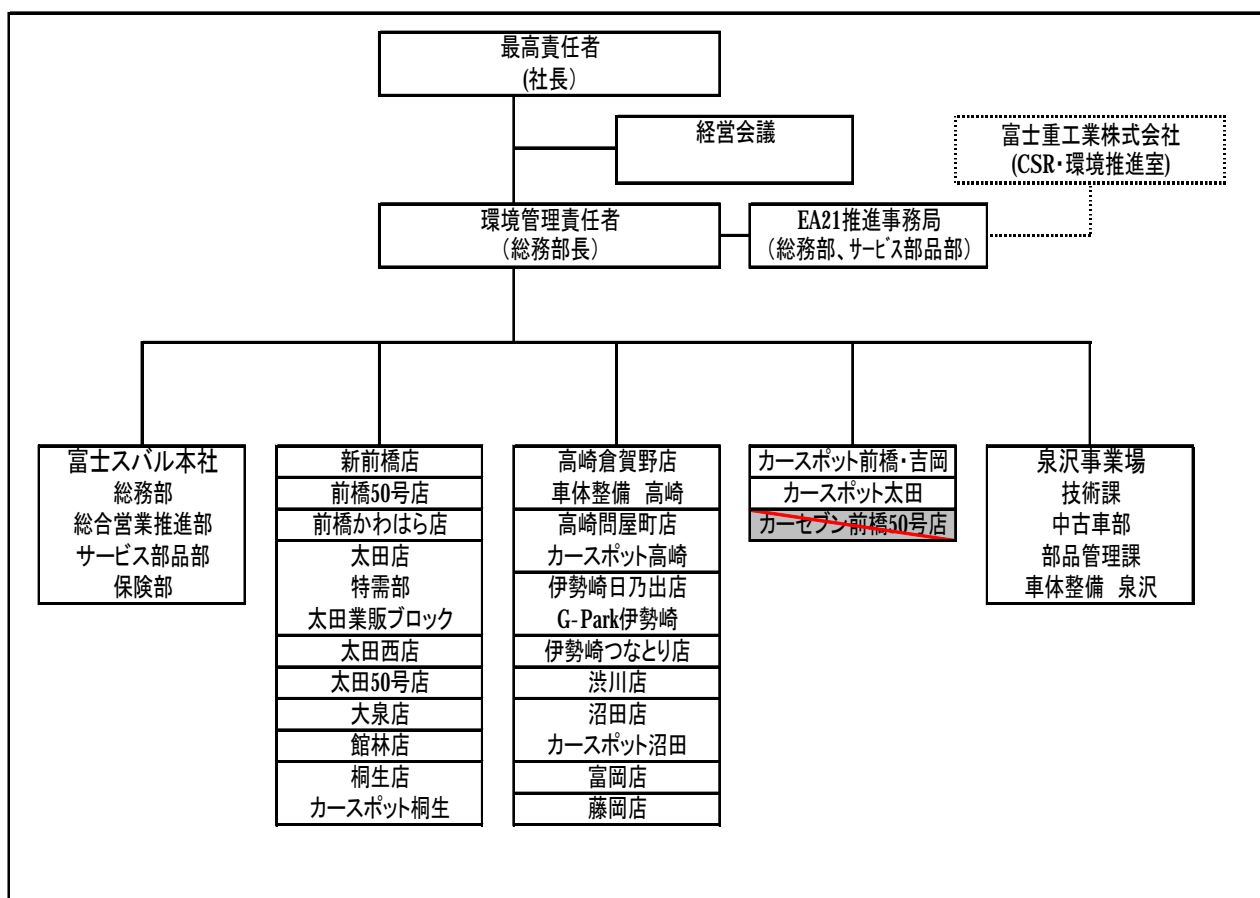 最高責任者
(社長)
経営会議
富士重工業株式会社
(CSR・環境推進室)
環境管理責任者
(総務部長)
EA21推進事務局
(総務部、サービス部品部)
富士スバル本社
総務部
総合営業推進部
サービス部品部
保険部
新前橋店
前橋50号店
前橋かわはら店
太田店
特需部
太田業販ブロック
太田西店
太田50号店
大泉店
館林店
桐生店
カースポット桐生
高崎倉賀野店
車体整備 高崎
高崎問屋町店
カースポット高崎
伊勢崎日乃出店
G-Park伊勢崎
伊勢崎つなとり店
渋川店
沼田店
カースポット沼田
富岡店
藤岡店
カースポット前橋・吉岡
カースポット太田
カーセブン前橋50号店
泉沢事業場
技術課
中古車部
部品管理課
車体整備 泉沢